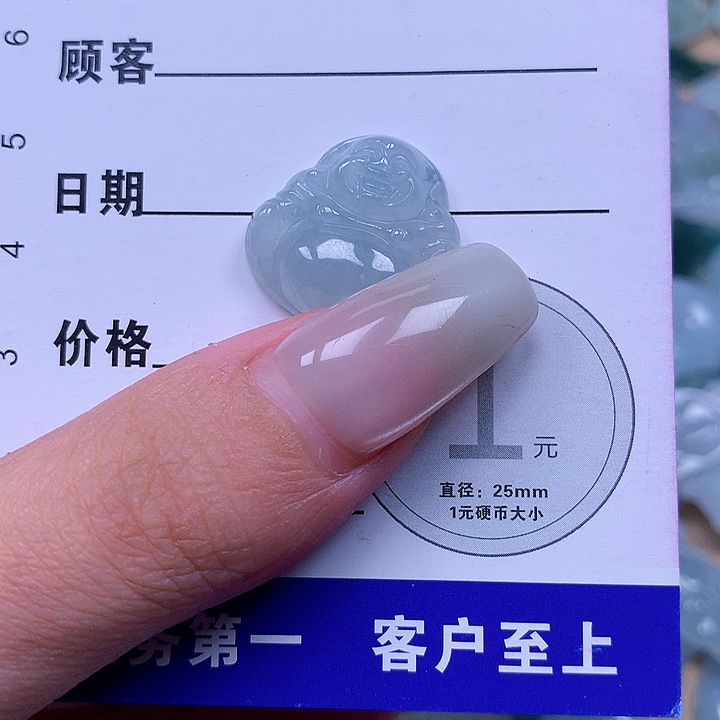 6
顾客
5
日期
4
价格
3
1元
直径：25mm
1元硬币大小
务第一 客户至上